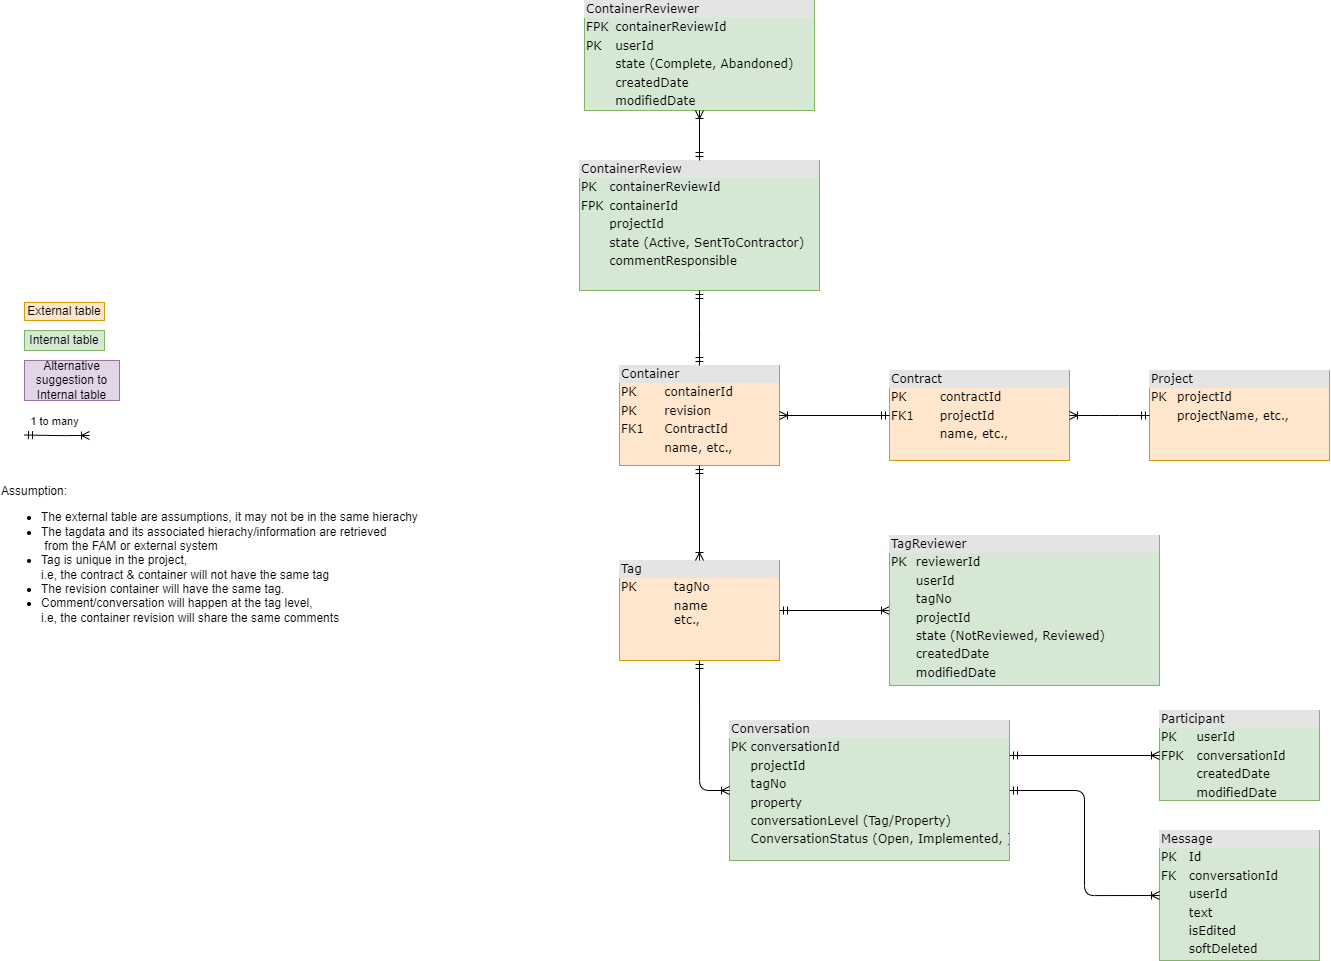 ContainerReviewer
FPK containerReviewId
PK userId
state (Complete, Abandoned)
createdDate
modifiedDate
ContainerReview
PK containerReviewId
FPK containerId
projectId
state (Active, SentToContractor)
commentResponsible
External table
Internal table
Alternative
suggestion to
Internal table
1 to many
Container
PK containerId
PK revision
FK1 ContractId
name, etc.,
Contract
PK contractId
FK1 projectId
name, etc.,
Project
PK projectId
projectName, etc.,
Assumption:
• The external table are assumptions, it may not be in the same hierachy
• The tagdata and its associated hierachy/information are retrieved
from the FAM or external system
• Tag is unique in the project,
i.e, the contract & container will not have the same tag
• The revision container will have the same tag.
• Comment/conversation will happen at the tag level,
i.e, the container revision will share the same comments
Tag
PK tagNo
name
etc.,
TagReviewer
PK reviewerId
userId
tagNo
projectId
state (NotReviewed, Reviewed)
createdDate
modifiedDate
Conversation
PK conversationId
projectId
tagNo
property
conversationLevel (Tag/Property)
ConversationStatus (Open, Implemented,
Participant
PK userId
FPK conversationId
createdDate
modifiedDate
Message
PK Id
FK conversationId
userId
text
isEdited
softDeleted